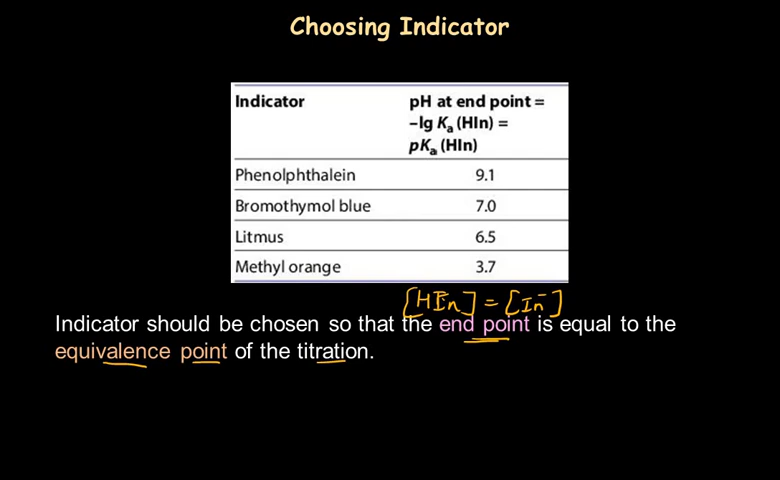 Choosing Indicator
Indicator pH at end point =
–lg Ka (HIn) =
pKa (HIn)
Phenolphthalein 9.1
Bromothymol blue 7.0
Litmus 6.5
Methyl orange 3.7
[HIn] = [In⁻]
Indicator should be chosen so that the end point is equal to the
equivalence point of the titration.